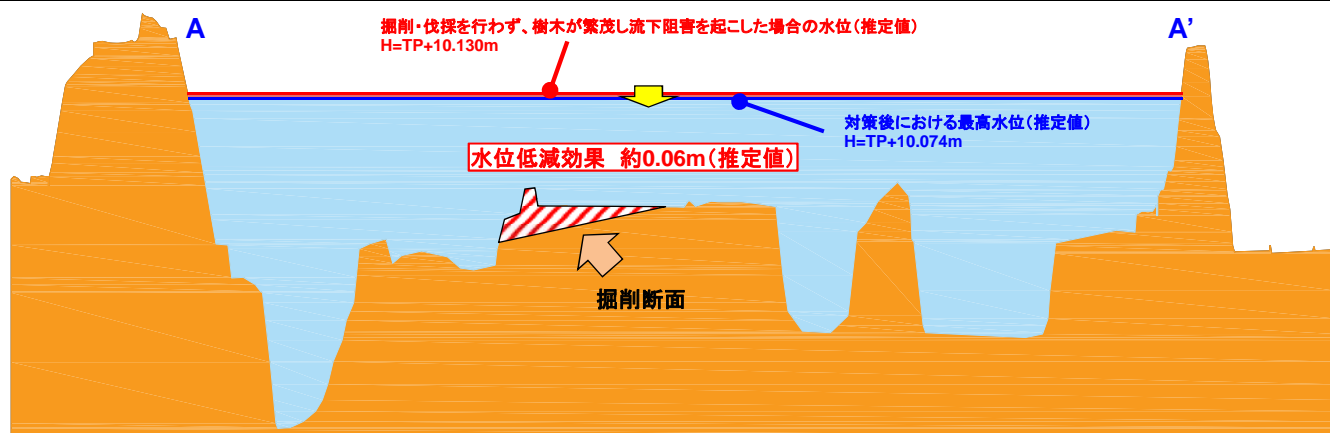 A
掘削・伐採を行わず、樹木が繁茂し流下阻害を起こした場合の水位（推定値）
H=TP+10.130m
A’
対策後における最高水位（推定値）
H=TP+10.074m
水位低減効果　約0.06m（推定値）
掘削断面